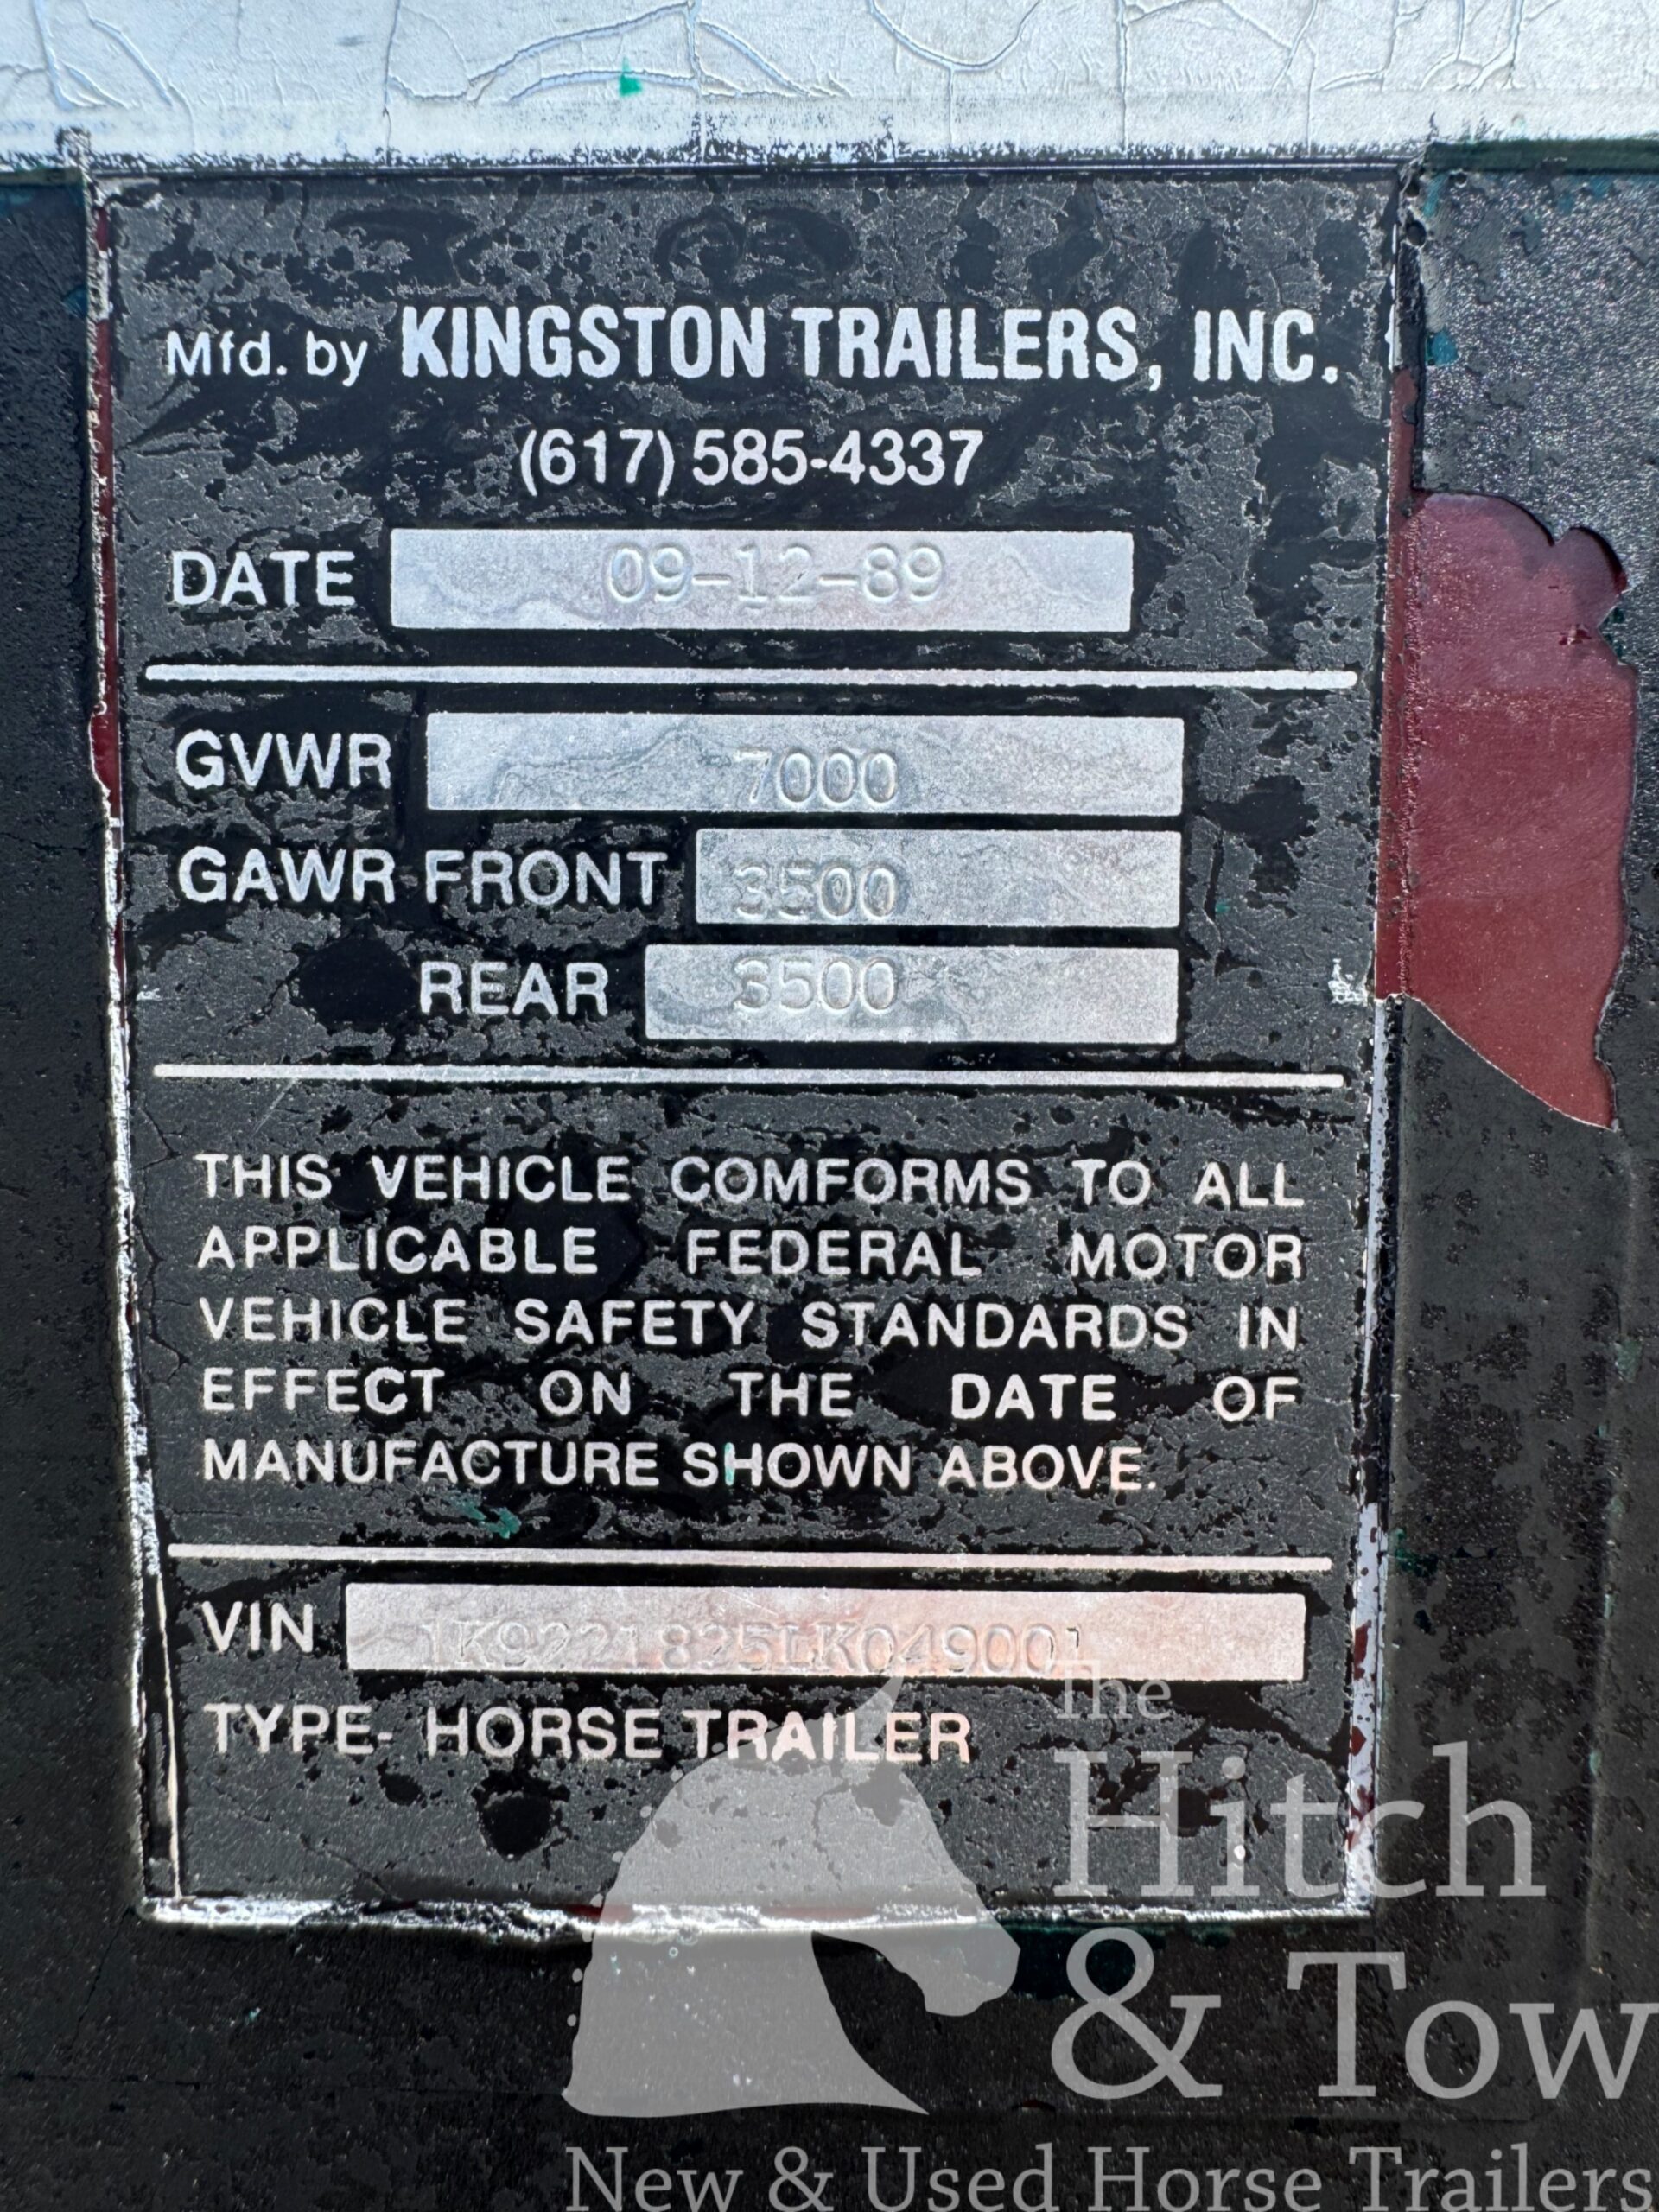 Mfd. by KINGSTON TRAILERS, INC.
(617) 585-4337
DATE 09-12-89
GVWR 7000
GAWR-FRONT 3500
REAR 3500
THIS VEHICLE COMFORMS TO ALL
APPLICABLE FEDERAL MOTOR
VEHICLE SAFETY STANDARDS IN
EFFECT ON THE DATE OF
MANUFACTURE SHOWN ABOVE.
VIN 1K9221825LK049001
TYPE- HORSE TRAILER
The
Hitch
& Tow
New & Used Horse Trailers